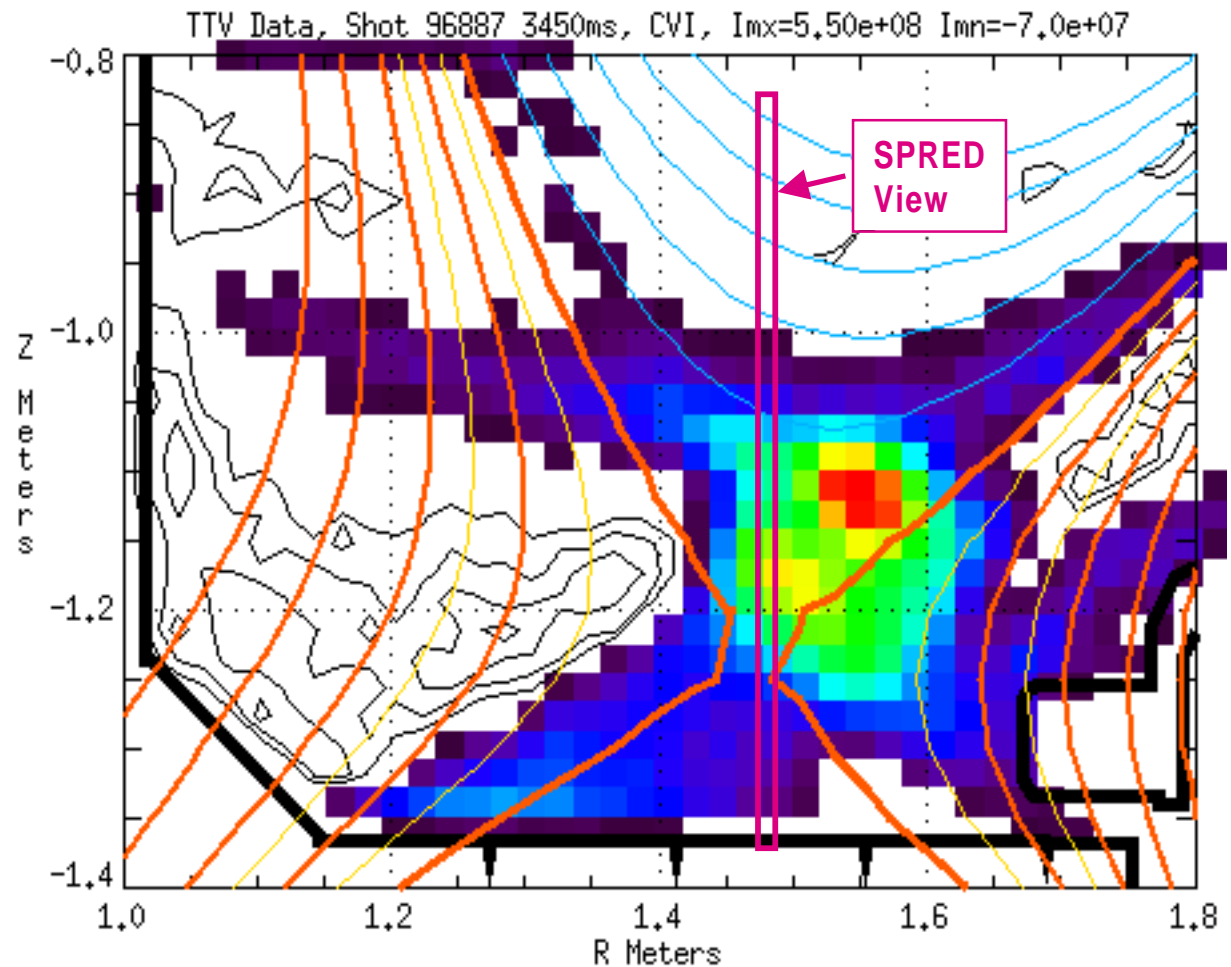 TTV Data, Shot 96887 3450ms, CVI, Imx=5.50e+08 Imn=-7.0e+07
-0.8
SPRED
View
-1.0
Z Meters
-1.2
-1.4
1.0
1.2
1.4
1.6
1.8
R Meters